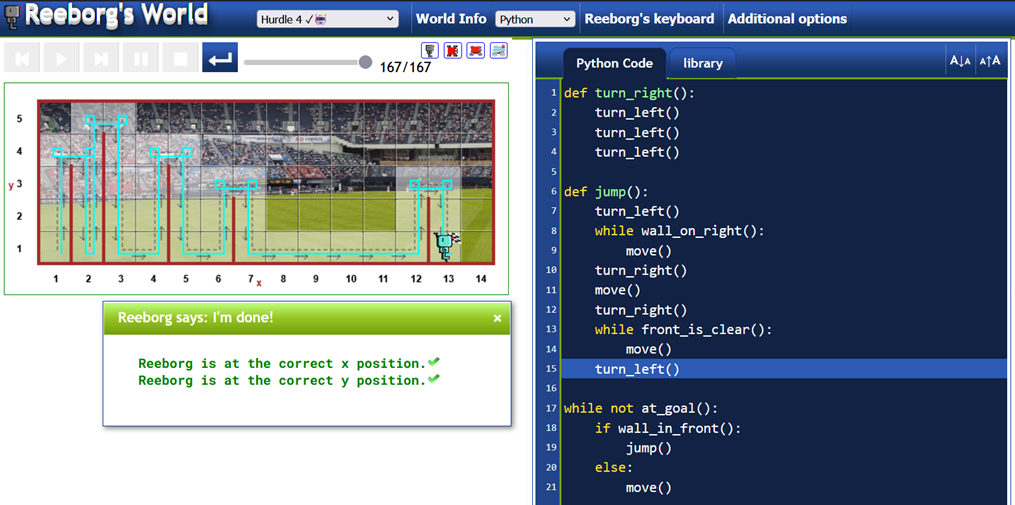 Reeborg's World
Hurdle 4 ✓
World Info
Python
Reeborg's keyboard
Additional options
167/167
Python Code
library
A↓A
A↑A
5
4
y 3
2
1
1 2 3 4 5 6 7 x 8 9 10 11 12 13 14
Reeborg says: I'm done!
×
Reeborg is at the correct x position.✔
Reeborg is at the correct y position.✔
1 def turn_right():
2     turn_left()
3     turn_left()
4     turn_left()
5
6 def jump():
7     turn_left()
8     while wall_on_right():
9         move()
10     turn_right()
11     move()
12     turn_right()
13     while front_is_clear():
14         move()
15     turn_left()
16
17 while not at_goal():
18     if wall_in_front():
19         jump()
20     else:
21         move()